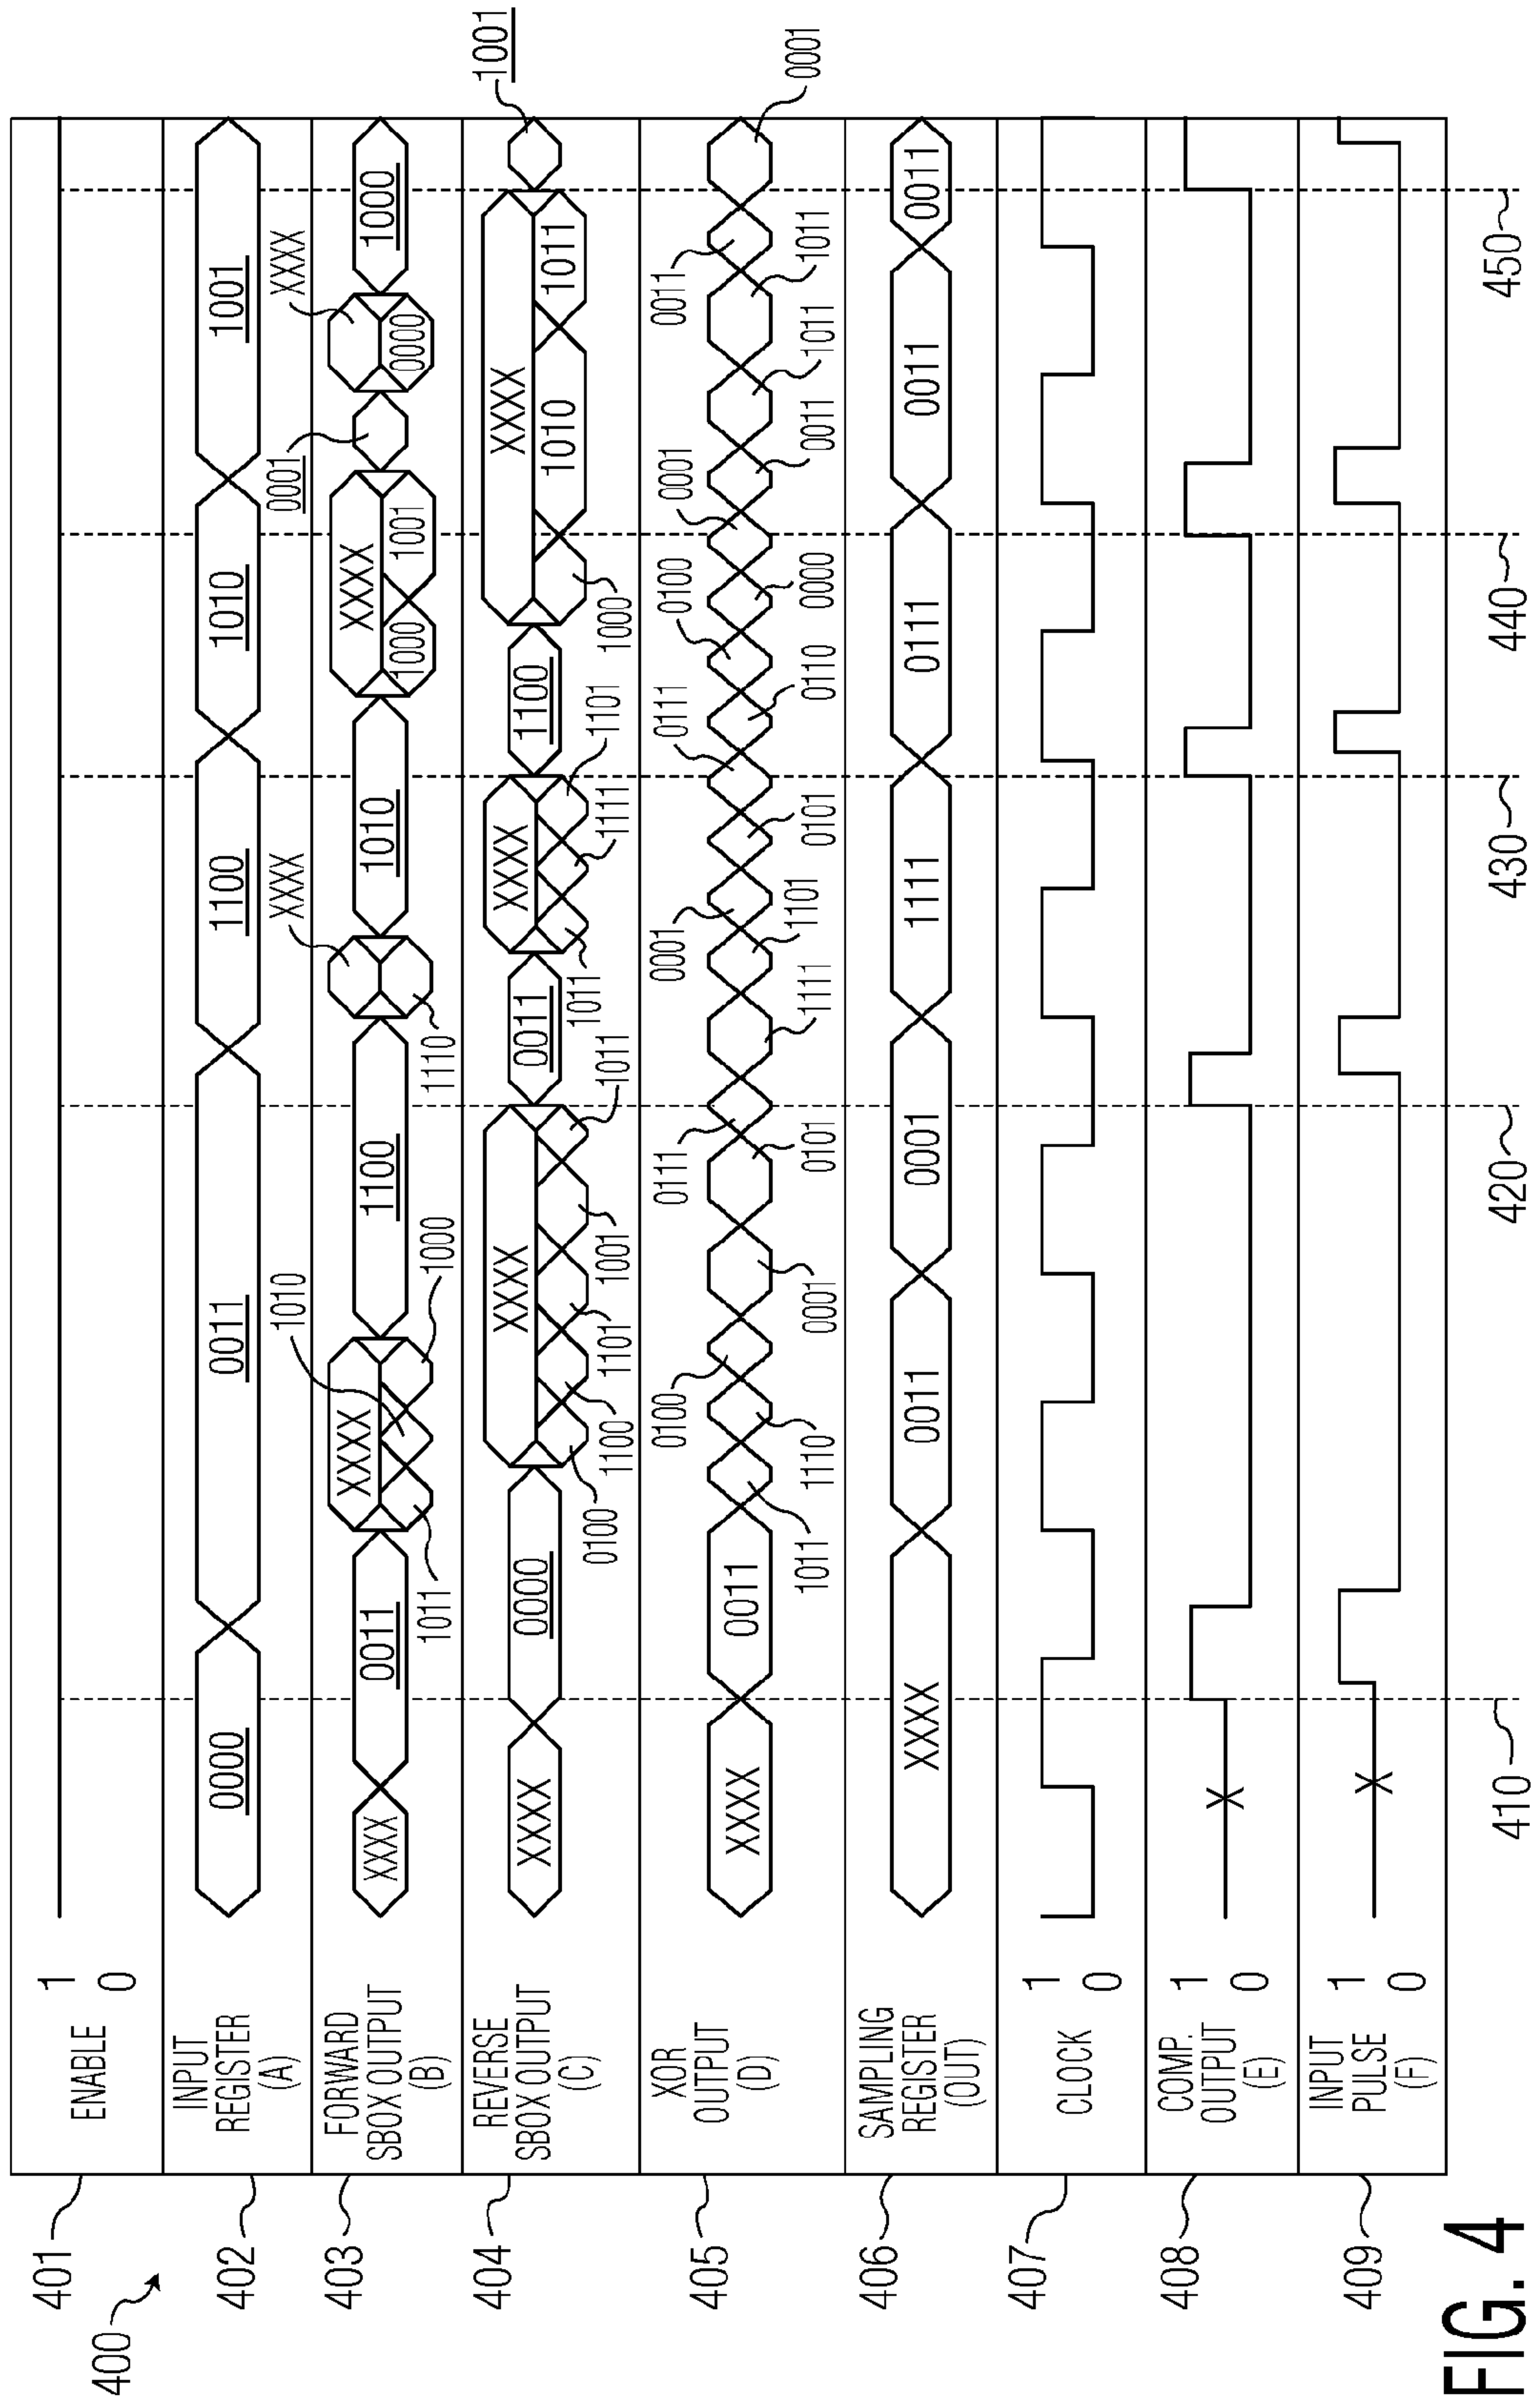 400
401
ENABLE
1
0
402
INPUT
REGISTER
(A)
0000
0011
1100
1010
1001
403
FORWARD
SBOX OUTPUT
(B)
XXXX
0011
1011
XXXX
1010
1000
1100
1110
XXXX
1010
XXXX
1000
1001
0001
0000
XXXX
1000
404
REVERSE
SBOX OUTPUT
(C)
XXXX
0000
XXXX
0100
1100
1101
1001
1011
0011
XXXX
1011
1111
1101
1100
XXXX
1000
1010
1011
1001
405
XOR
OUTPUT
(D)
XXXX
0011
1011
1110
0100
0001
0101
0111
1111
1101
0001
0101
0111
0110
0100
0000
0001
0011
1011
1011
0011
0001
406
SAMPLING
REGISTER
(OUT)
XXXX
0011
0001
1111
0111
0011
0011
407
CLOCK
1
0
408
COMP.
OUTPUT
(E)
1
0
X
409
INPUT
PULSE
(F)
1
0
X
410
420
430
440
450
FIG. 4